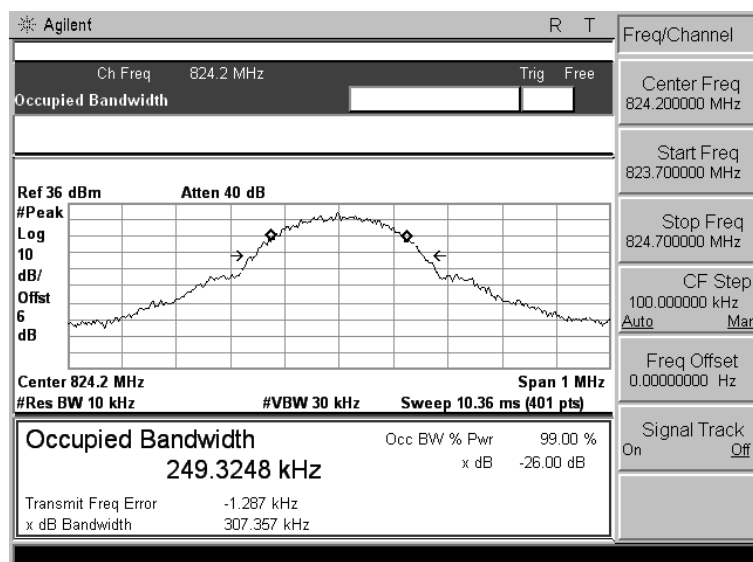 Agilent R T
Ch Freq 824.2 MHz Trig Free
Occupied Bandwidth
Ref 36 dBm Atten 40 dB
#Peak
Log
10
dB/
Offst
6
dB
Center 824.2 MHz Span 1 MHz
#Res BW 10 kHz #VBW 30 kHz Sweep 10.36 ms (401 pts)
Occupied Bandwidth Occ BW % Pwr 99.00 %
249.3248 kHz x dB -26.00 dB
Transmit Freq Error -1.287 kHz
x dB Bandwidth 307.357 kHz
Freq/Channel
Center Freq
824.200000 MHz
Start Freq
823.700000 MHz
Stop Freq
824.700000 MHz
CF Step
100.000000 kHz
Auto Man
Freq Offset
0.00000000 Hz
Signal Track
On Off